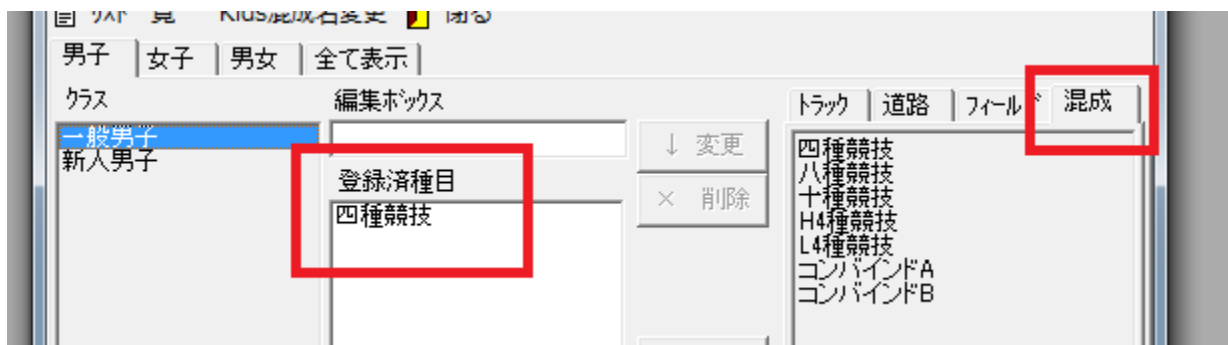 リスト一覧 Kids混成名変更 閉る
男子 女子 男女 全て表示
クラス
一般男子
新人男子
編集ボックス
登録済種目
四種競技
↓ 変更
× 削除
トラック 道路 フィールド 混成
四種競技
八種競技
十種競技
H4種競技
L4種競技
コンバインドA
コンバインドB